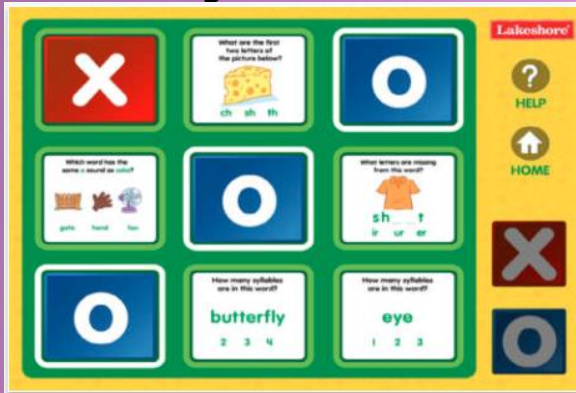 Lakeshore
X
What are the first
two letters of
the picture below?
ch sh th
O
HELP
HOME
Which word has the
same a sound as cake?
gate hand fan
O
What letters are missing
from this word?
sh_ _t
ir ur er
X
O
How many syllables
are in this word?
butterfly
2 3 4
How many syllables
are in this word?
eye
1 2 3
O